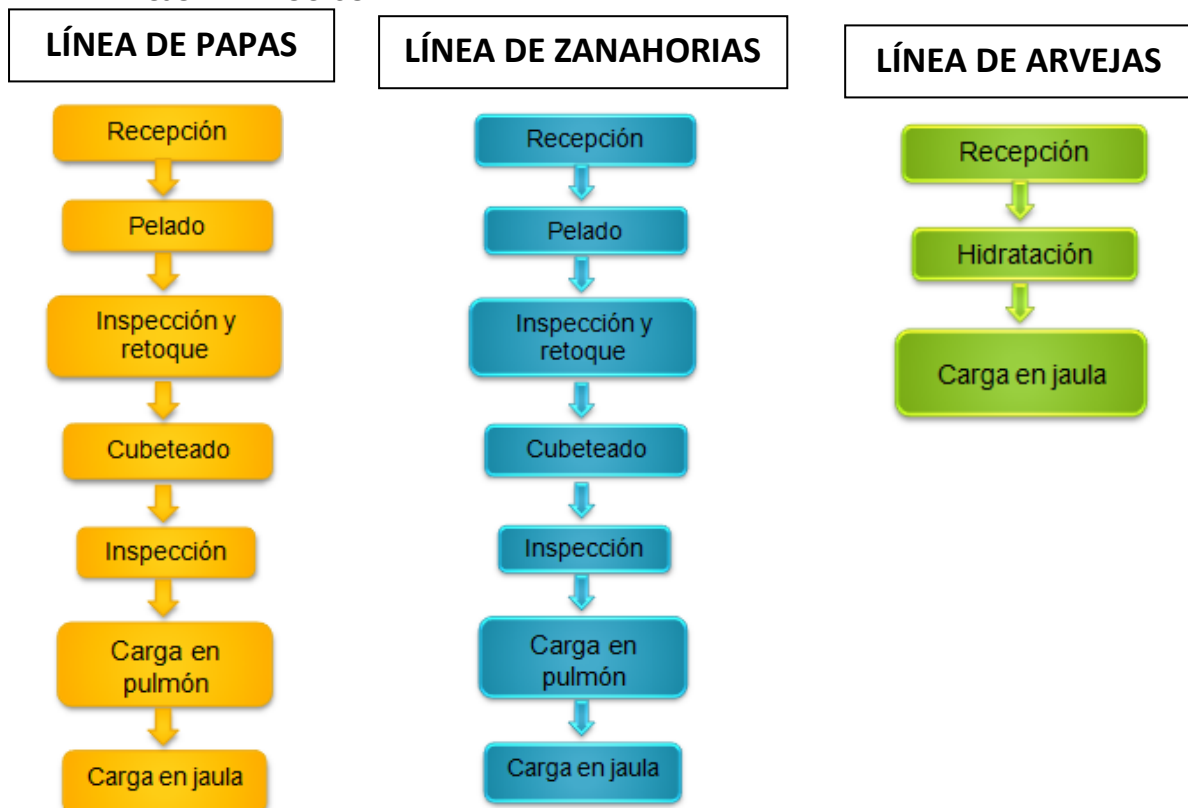 LÍNEA DE PAPAS
Recepción
Pelado
Inspección y
retoque
Cubeteado
Inspección
Carga en
pulmón
Carga en jaula
LÍNEA DE ZANAHORIAS
Recepción
Pelado
Inspección y
retoque
Cubeteado
Inspección
Carga en
pulmón
Carga en jaula
LÍNEA DE ARVEJAS
Recepción
Hidratación
Carga en jaula